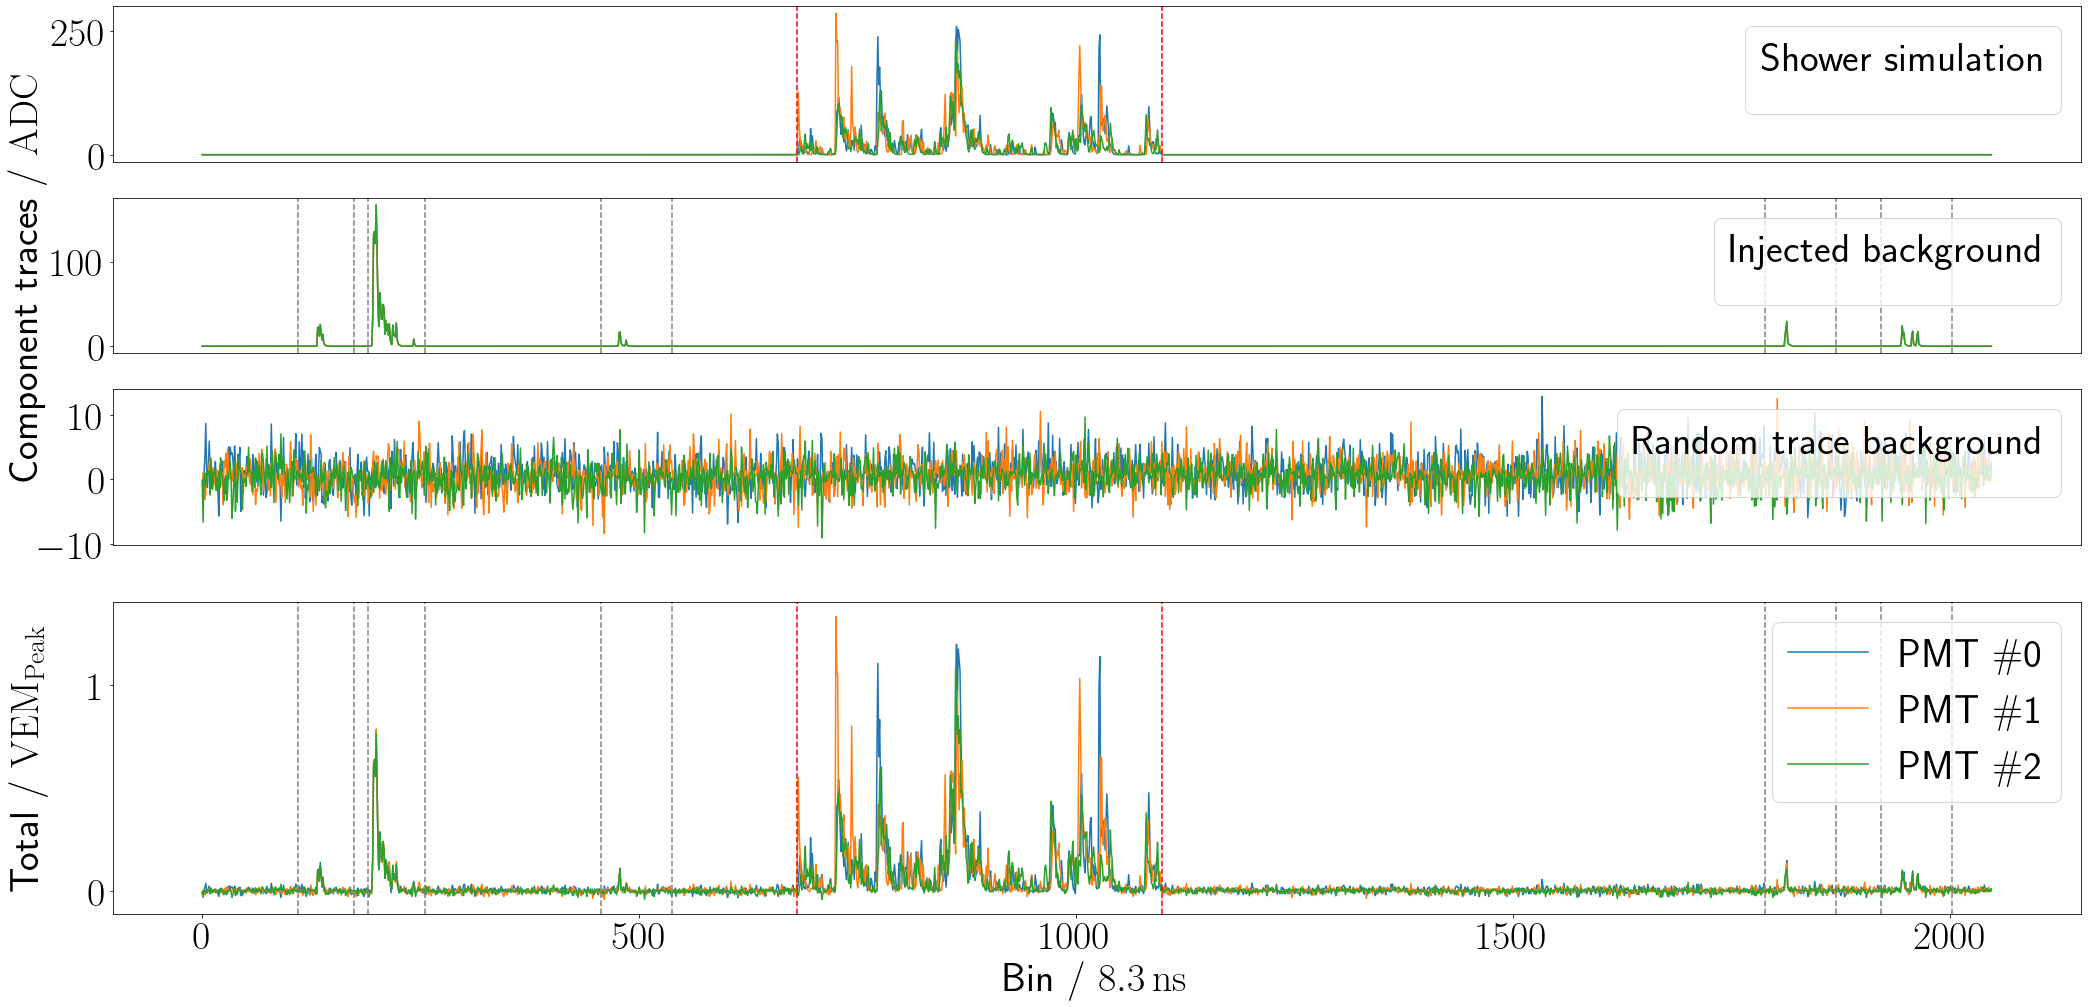 Component traces / ADC
250
0
Shower simulation
100
0
Injected background
10
0
−10
Random trace background
Total / VEM_Peak
1
0
PMT #0
PMT #1
PMT #2
0 500 1000 1500 2000
Bin / 8.3 ns